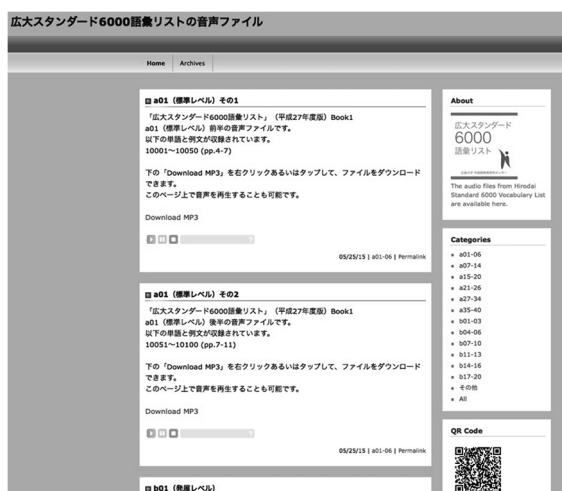 広大スタンダード6000語彙リストの音声ファイル
Home
Archives
a01（標準レベル）その1
「広大スタンダード6000語彙リスト」（平成27年度版）Book1
a01（標準レベル）前半の音声ファイルです。
以下の単語と例文が収録されています。
10001～10050 (pp.4-7)
下の「Download MP3」を右クリックあるいはタップして、ファイルをダウンロード
できます。
このページ上で音声を再生することも可能です。
Download MP3
05/25/15 | a01-06 | Permalink
a01（標準レベル）その2
「広大スタンダード6000語彙リスト」（平成27年度版）Book1
a01（標準レベル）後半の音声ファイルです。
以下の単語と例文が収録されています。
10051～10100 (pp.7-11)
下の「Download MP3」を右クリックあるいはタップして、ファイルをダウンロード
できます。
このページ上で音声を再生することも可能です。
Download MP3
05/25/15 | a01-06 | Permalink
b01（発展レベル）
About
広大スタンダード
6000
語彙リスト
The audio files from Hirodai
Standard 6000 Vocabulary List
are available here.
Categories
a01-06
a07-14
a15-20
a21-26
a27-34
a35-40
b01-03
b04-06
b07-10
b11-13
b14-16
b17-20
その他
All
QR Code